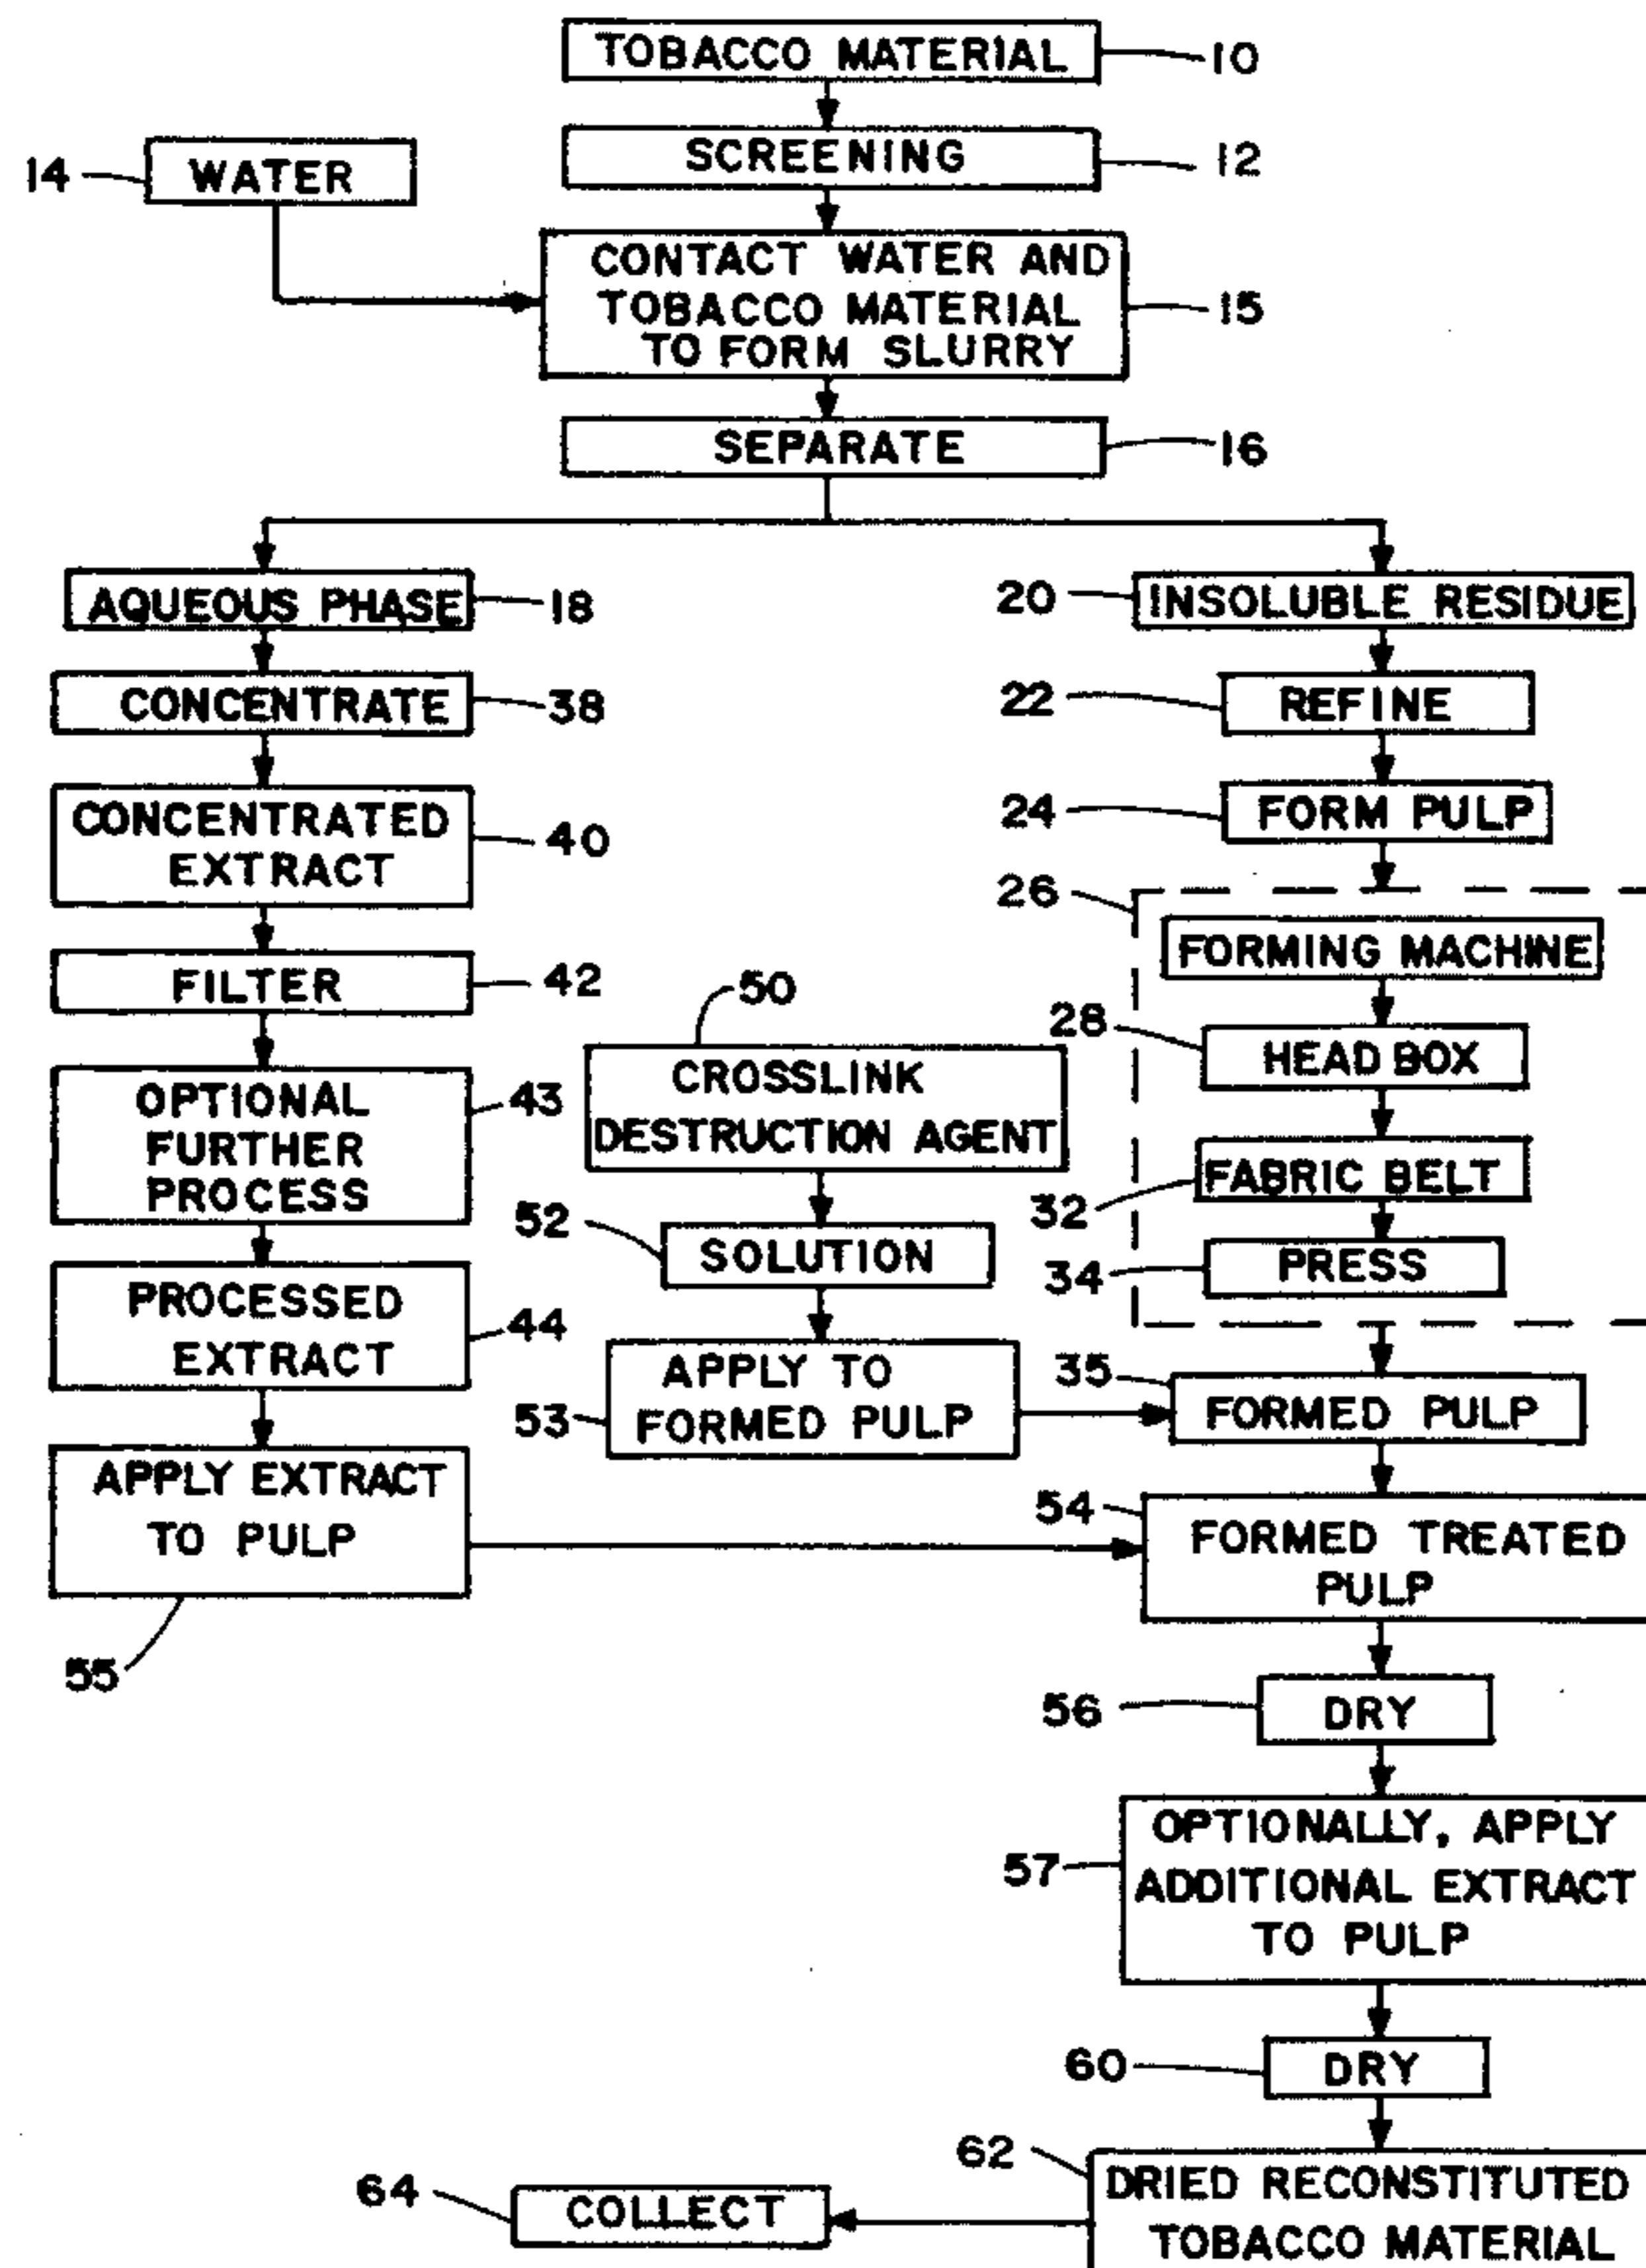 TOBACCO MATERIAL
10
SCREENING
12
14
WATER
CONTACT WATER AND
TOBACCO MATERIAL
TO FORM SLURRY
15
SEPARATE
16
AQUEOUS PHASE
18
CONCENTRATE
38
CONCENTRATED
EXTRACT
40
FILTER
42
OPTIONAL
FURTHER
PROCESS
43
PROCESSED
EXTRACT
44
APPLY EXTRACT
TO PULP
55
50
CROSSLINK
DESTRUCTION AGENT
52
SOLUTION
53
APPLY TO
FORMED PULP
20
INSOLUBLE RESIDUE
22
REFINE
24
FORM PULP
26
FORMING MACHINE
28
HEAD BOX
32
FABRIC BELT
34
PRESS
35
FORMED PULP
54
FORMED TREATED
PULP
56
DRY
57
OPTIONALLY, APPLY
ADDITIONAL EXTRACT
TO PULP
60
DRY
62
DRIED RECONSTITUTED
TOBACCO MATERIAL
64
COLLECT